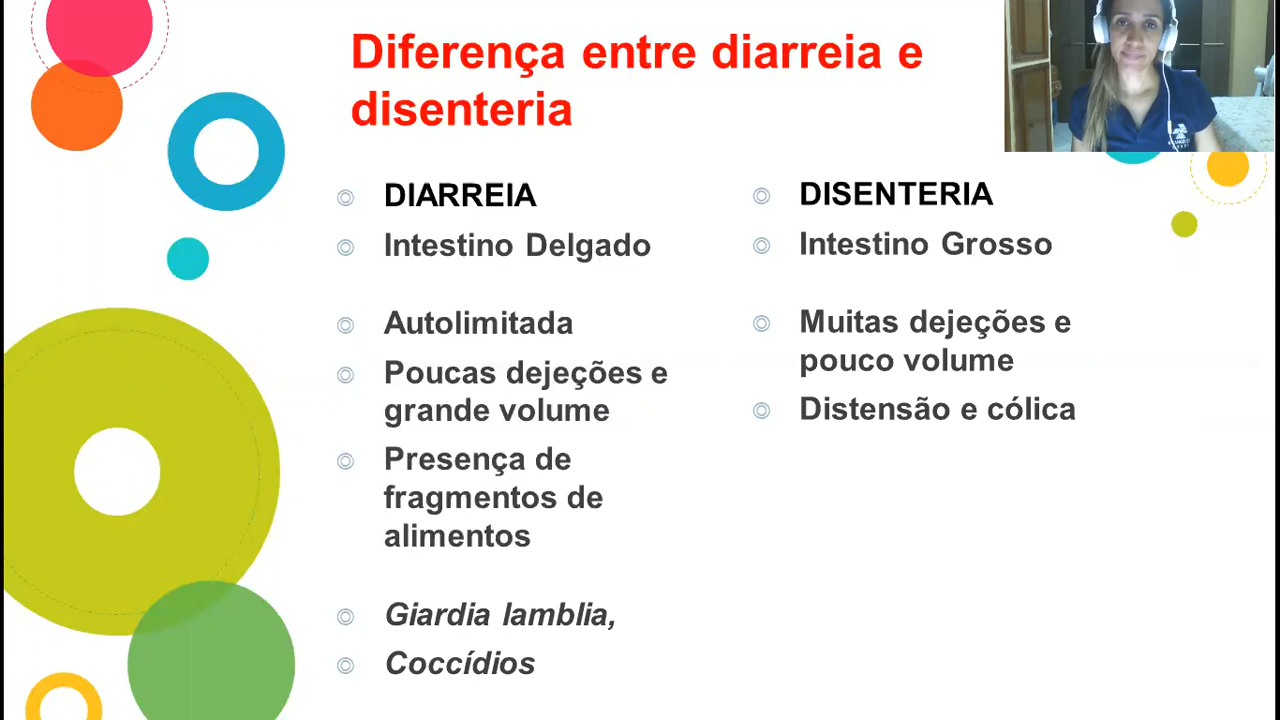 Diferença entre diarreia e
disenteria
DIARREIA
Intestino Delgado
Autolimitada
Poucas dejeções e
grande volume
Presença de
fragmentos de
alimentos
Giardia lamblia,
Coccídios
DISENTERIA
Intestino Grosso
Muitas dejeções e
pouco volume
Distensão e cólica